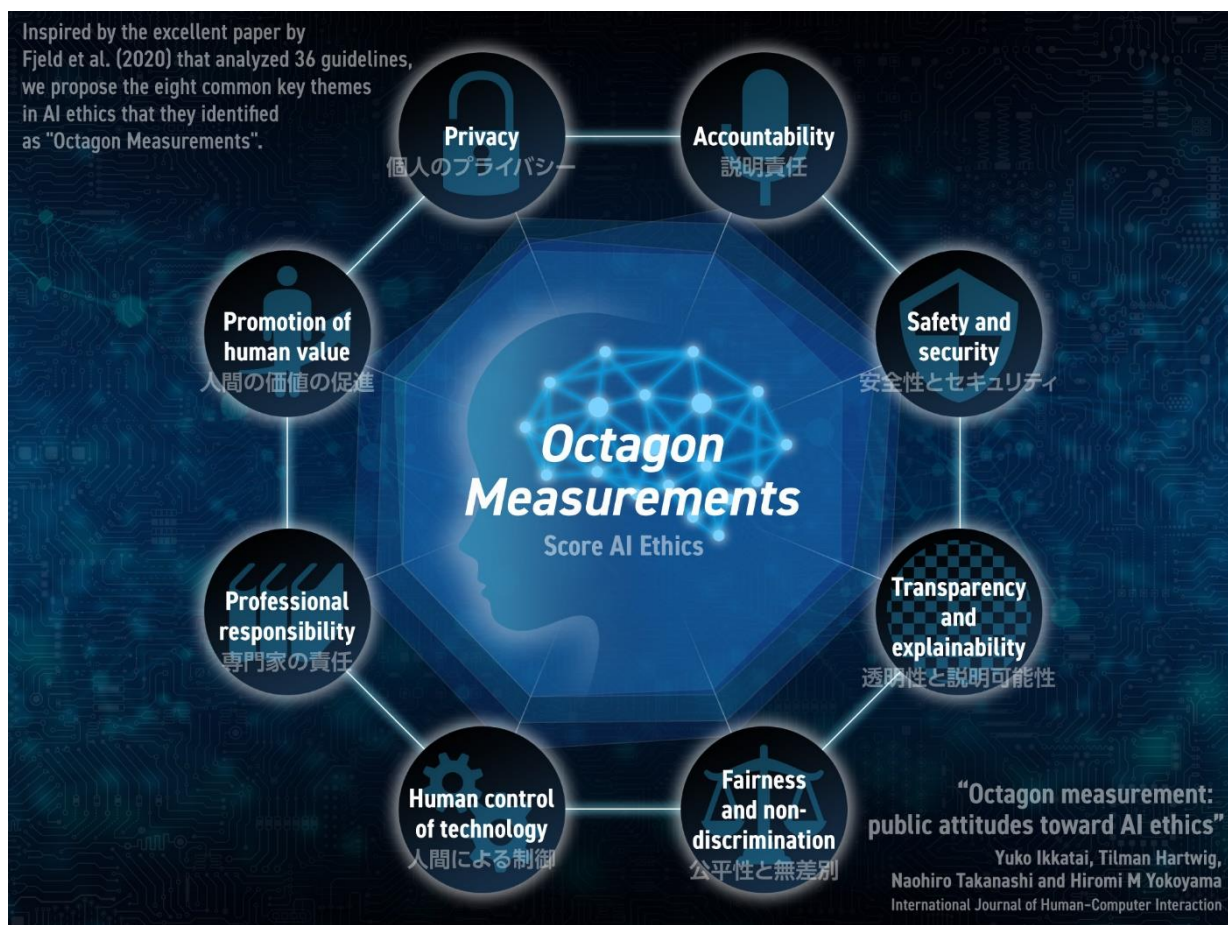 Inspired by the excellent paper by
Fjeld et al. (2020) that analyzed 36 guidelines,
we propose the eight common key themes
in AI ethics that they identified
as "Octagon Measurements".
Privacy
個人のプライバシー
Accountability
説明責任
Promotion of
human value
人間の価値の促進
Safety and
security
安全性とセキュリティ
Octagon
Measurements
Score AI Ethics
Professional
responsibility
専門家の責任
Transparency
and
explainability
透明性と説明可能性
Human control
of technology
人間による制御
Fairness
and non-
discrimination
公平性と無差別
“Octagon measurement:
public attitudes toward AI ethics”
Yuko Ikkatai, Tilman Hartwig,
Naohiro Takanashi and Hiromi M Yokoyama
International Journal of Human-Computer Interaction